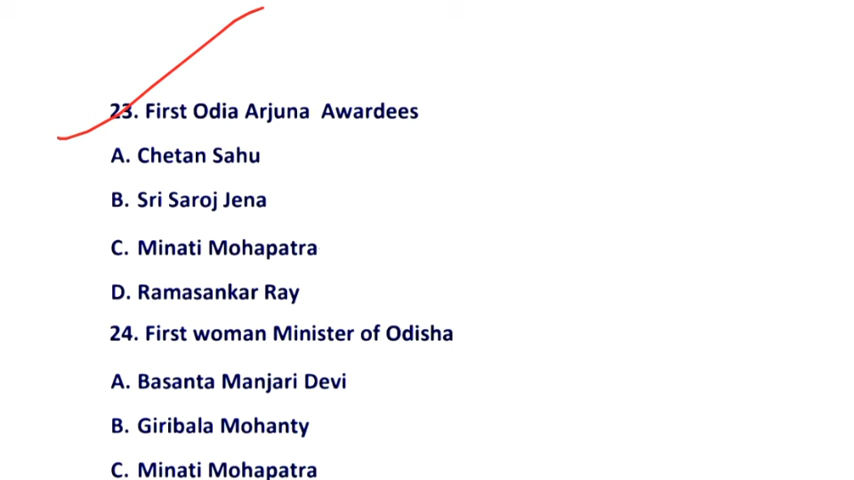 23. First Odia Arjuna Awardees
A. Chetan Sahu
B. Sri Saroj Jena
C. Minati Mohapatra
D. Ramasankar Ray
24. First woman Minister of Odisha
A. Basanta Manjari Devi
B. Giribala Mohanty
C. Minati Mohapatra